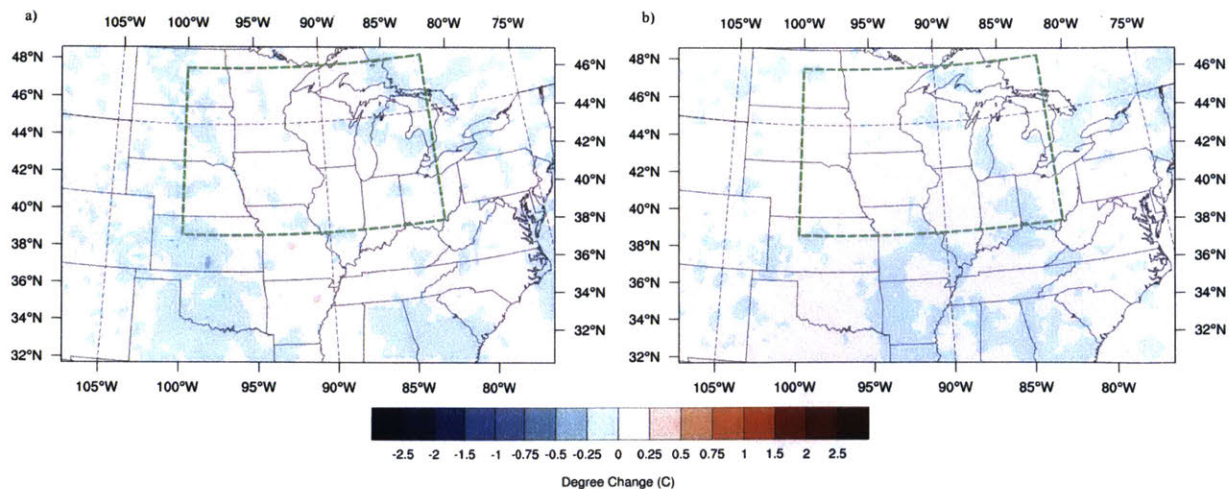 a)
105°W 100°W 95°W 90°W 85°W 80°W 75°W
48°N 46°N
46°N 44°N
44°N 42°N
42°N 40°N
40°N 38°N
38°N 36°N
36°N 34°N
34°N 32°N
32°N
105°W 100°W 95°W 90°W 85°W 80°W
b)
105°W 100°W 95°W 90°W 85°W 80°W 75°W
48°N 46°N
46°N 44°N
44°N 42°N
42°N 40°N
40°N 38°N
38°N 36°N
36°N 34°N
34°N 32°N
32°N
105°W 100°W 95°W 90°W 85°W 80°W
-2.5 -2 -1.5 -1 -0.75 -0.5 -0.25 0 0.25 0.5 0.75 1 1.5 2 2.5
Degree Change (C)